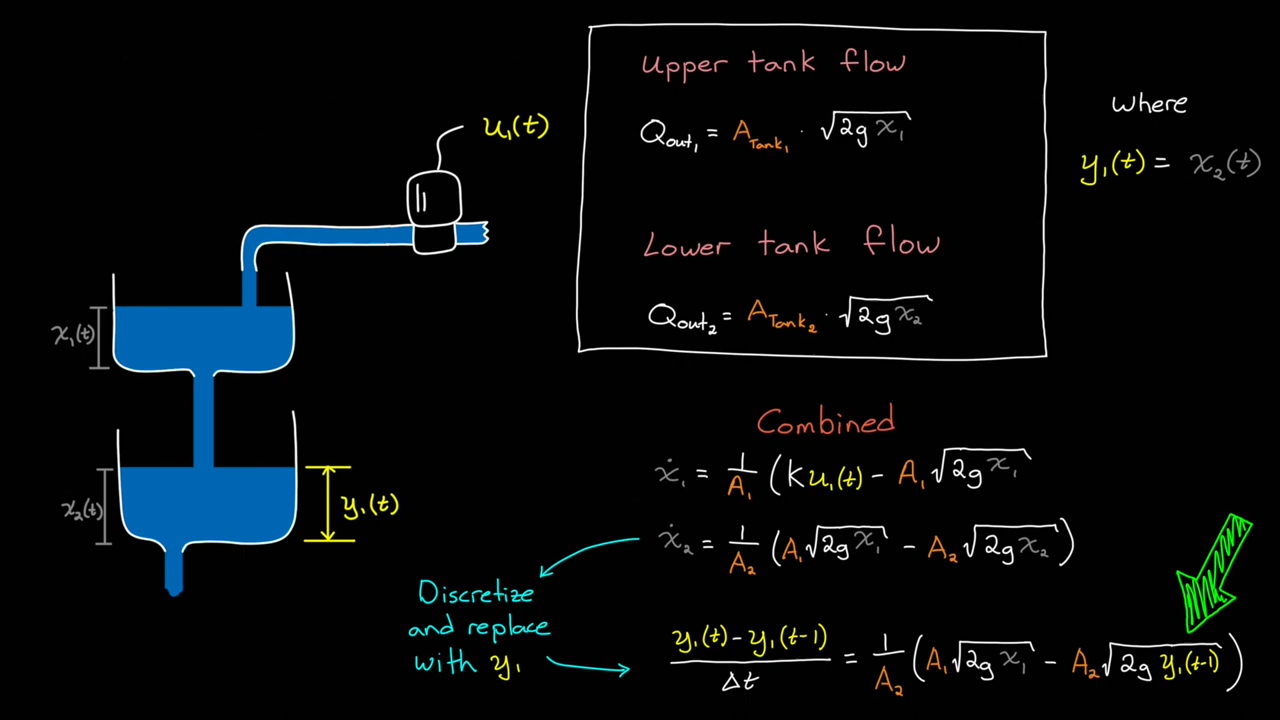 u₁(t)
x₁(t)
x₂(t)
y₁(t)
Upper tank flow
Qout₁ = A_Tank₁ · √(2g x₁)
Lower tank flow
Qout₂ = A_Tank₂ · √(2g x₂)
where
y₁(t) = x₂(t)
Combined
ẋ₁ = 1/A₁ (K u₁(t) − A₁ √(2g x₁)
ẋ₂ = 1/A₂ (A₁ √(2g x₁) − A₂ √(2g x₂))
Discretize
and replace
with y₁
(y₁(t) − y₁(t-1))/Δt = 1/A₂ (A₁ √(2g x₁) − A₂ √(2g y₁(t-1)))